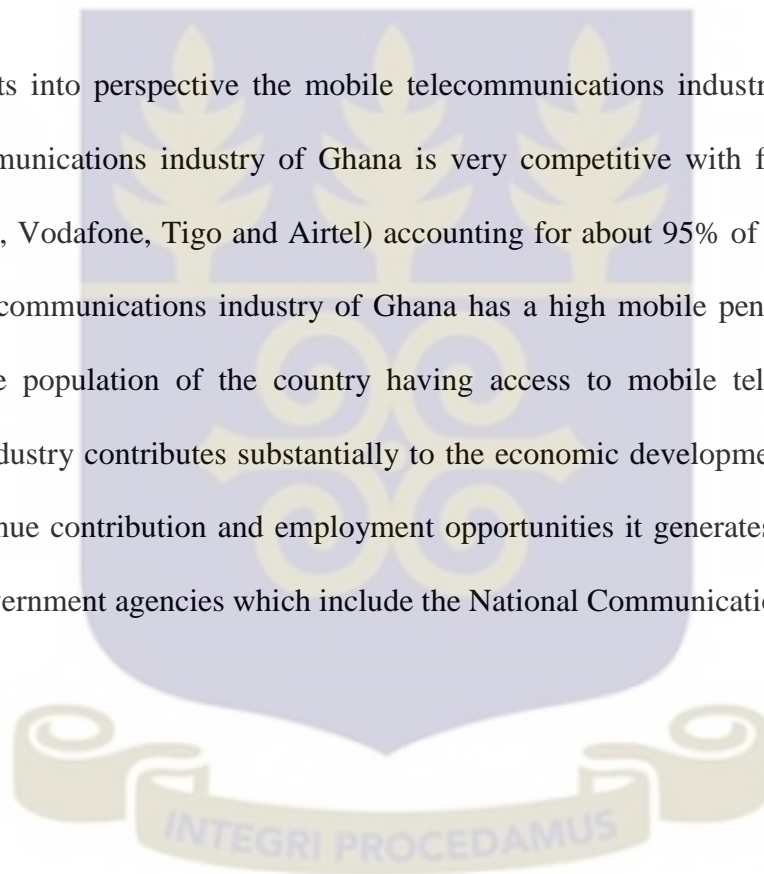 ts into perspective the mobile telecommunications industr
munications industry of Ghana is very competitive with f
, Vodafone, Tigo and Airtel) accounting for about 95% of
communications industry of Ghana has a high mobile pen
e population of the country having access to mobile tel
dustry contributes substantially to the economic developme
nue contribution and employment opportunities it generates
vernment agencies which include the National Communicatio
INTEGRI PROCEDAMUS